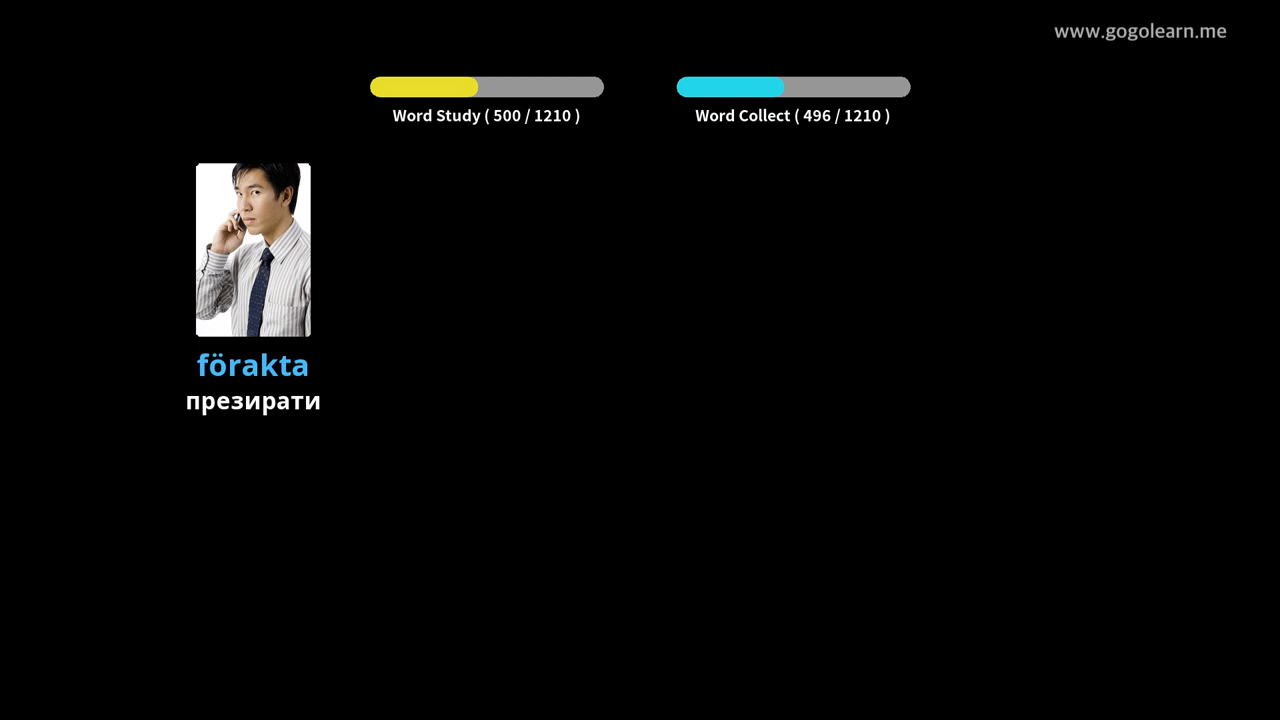 www.gogolearn.me
Word Study ( 500 / 1210 )
Word Collect ( 496 / 1210 )
förakta
презирати